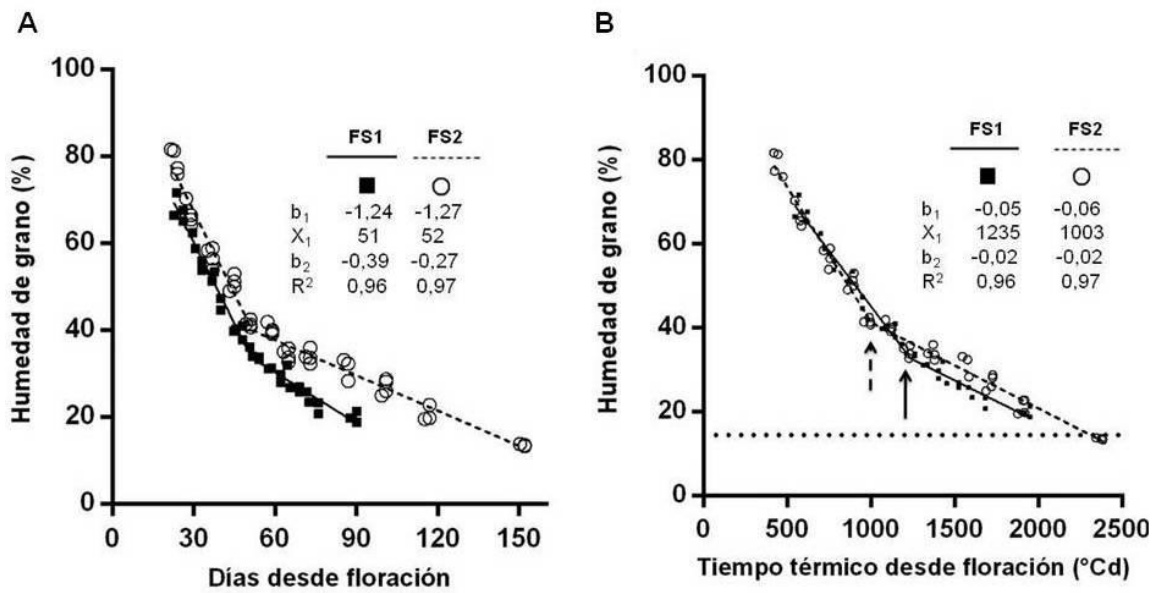 A
Humedad de grano (%)
100
80
60
40
20
0
0 30 60 90 120 150
Días desde floración
FS1 FS2
b1 -1,24 -1,27
X1 51 52
b2 -0,39 -0,27
R2 0,96 0,97
B
Humedad de grano (%)
100
80
60
40
20
0
0 500 1000 1500 2000 2500
Tiempo térmico desde floración (°Cd)
FS1 FS2
b1 -0,05 -0,06
X1 1235 1003
b2 -0,02 -0,02
R2 0,96 0,97